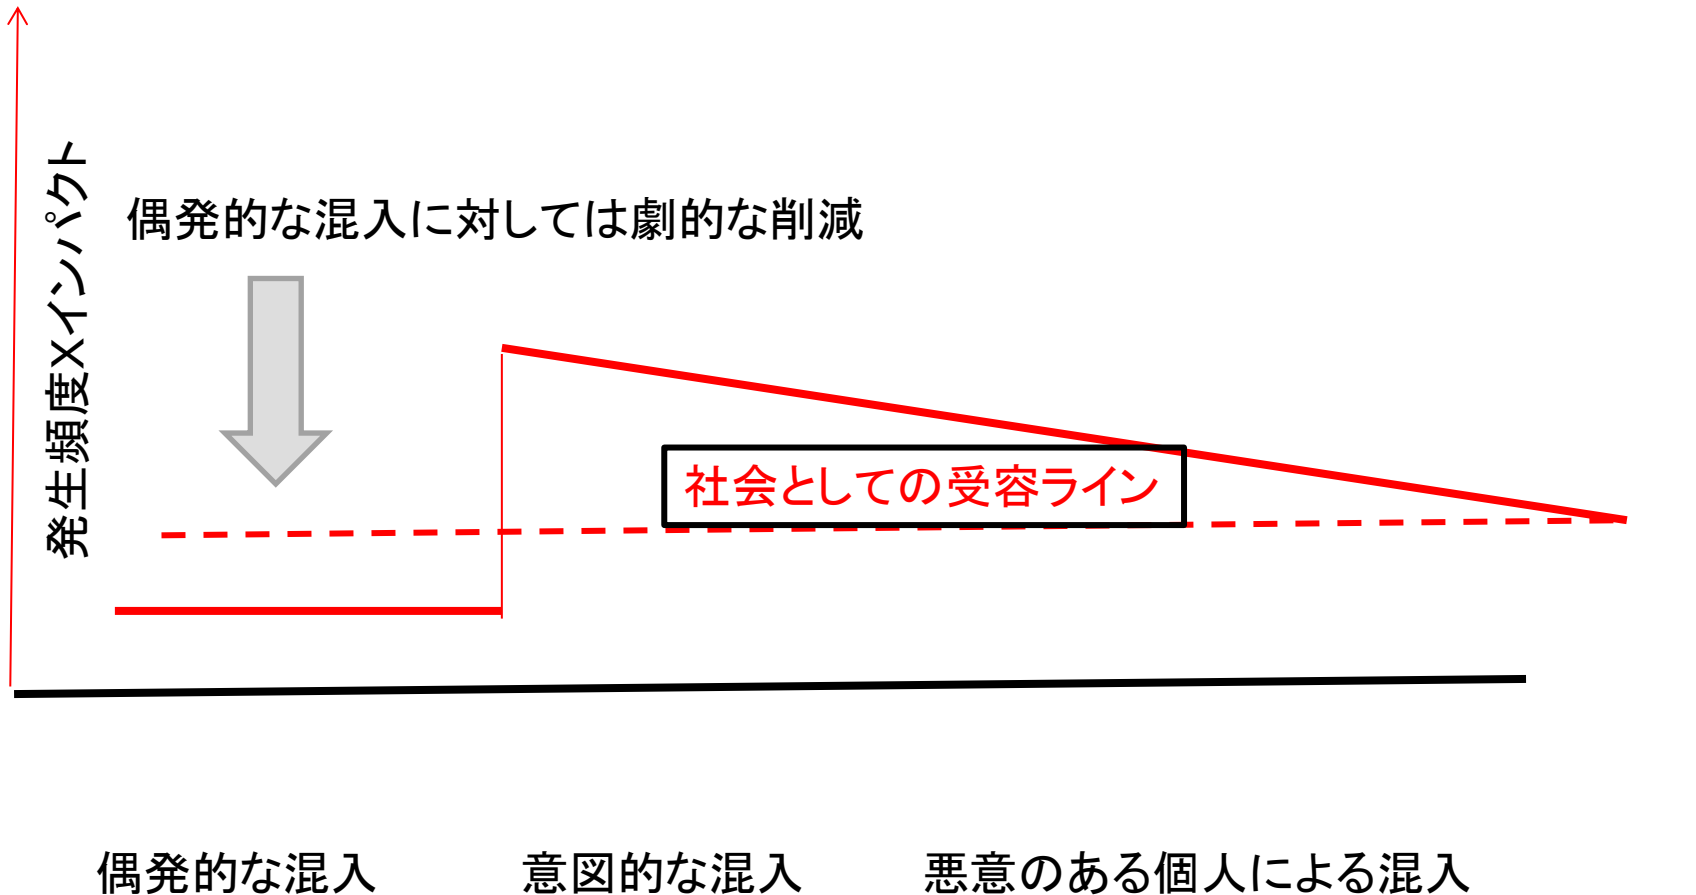 発生頻度Xインパクト
偶発的な混入に対しては劇的な削減
社会としての受容ライン
偶発的な混入
意図的な混入
悪意のある個人による混入